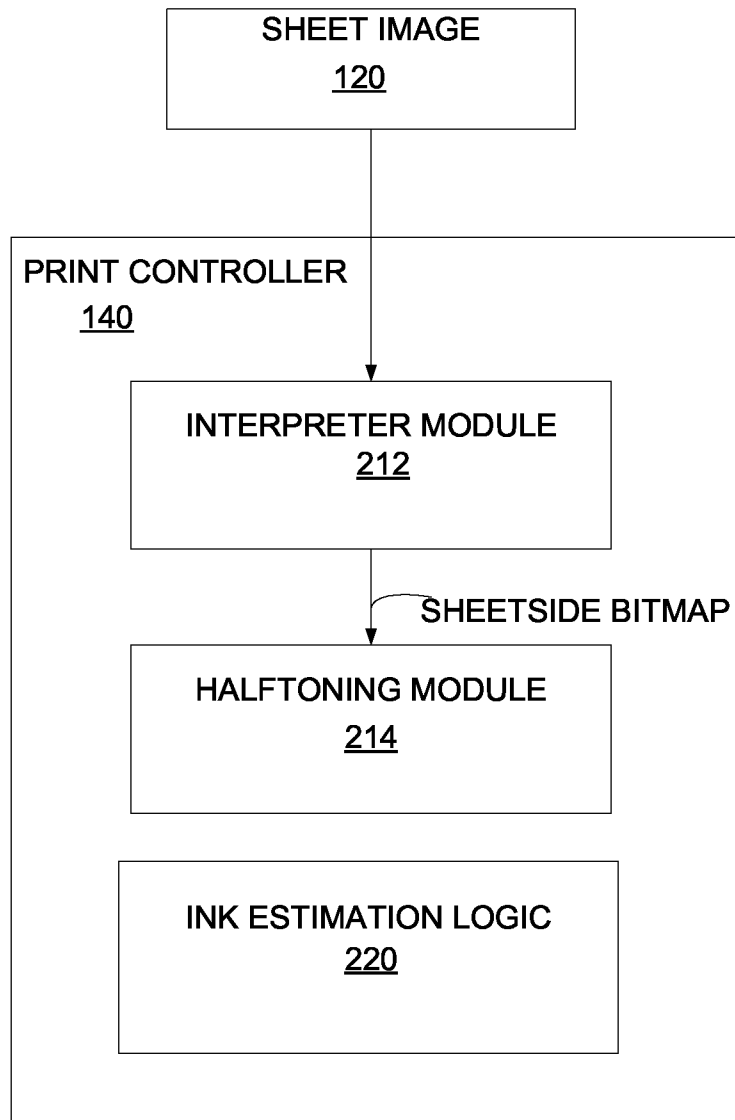 SHEET IMAGE
120
PRINT CONTROLLER
140
INTERPRETER MODULE
212
SHEETSIDE BITMAP
HALFTONING MODULE
214
INK ESTIMATION LOGIC
220